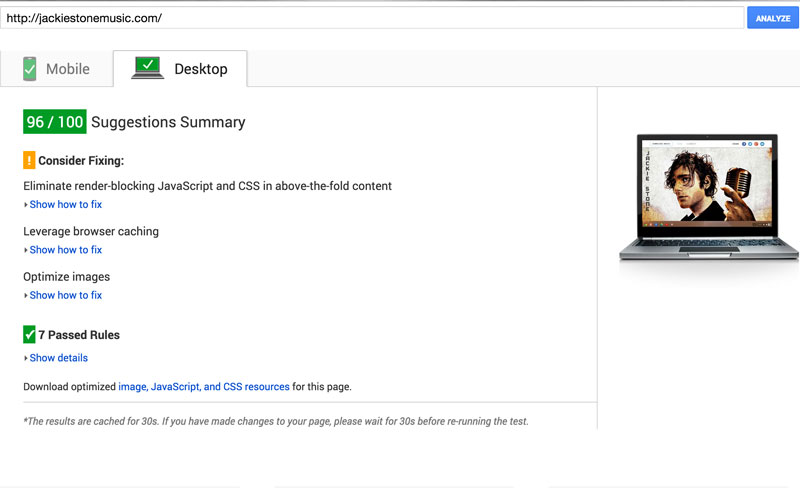 http://jackiestonemusic.com/
ANALYZE
Mobile
Desktop
96 / 100 Suggestions Summary
! Consider Fixing:
Eliminate render-blocking JavaScript and CSS in above-the-fold content
Show how to fix
Leverage browser caching
Show how to fix
Optimize images
Show how to fix
7 Passed Rules
Show details
Download optimized image, JavaScript, and CSS resources for this page.
*The results are cached for 30s. If you have made changes to your page, please wait for 30s before re-running the test.
JACKIE STONE